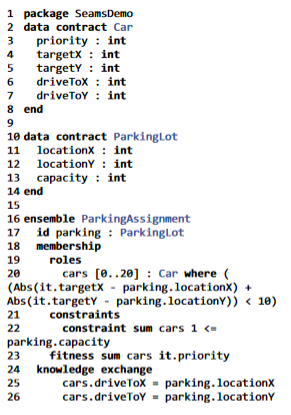 1 package SeamsDemo
2 data contract Car
3 priority : int
4 targetX : int
5 targetY : int
6 driveToX : int
7 driveToY : int
8 end
9
10 data contract ParkingLot
11 locationX : int
12 locationY : int
13 capacity : int
14 end
15
16 ensemble ParkingAssignment
17 id parking : ParkingLot
18 membership
19 roles
20 cars [0..20] : Car where (
(Abs(it.targetX - parking.locationX) +
Abs(it.targetY - parking.locationY)) < 10)
21 constraints
22 constraint sum cars 1 <=
parking.capacity
23 fitness sum cars it.priority
24 knowledge exchange
25 cars.driveToX = parking.locationX
26 cars.driveToY = parking.locationY